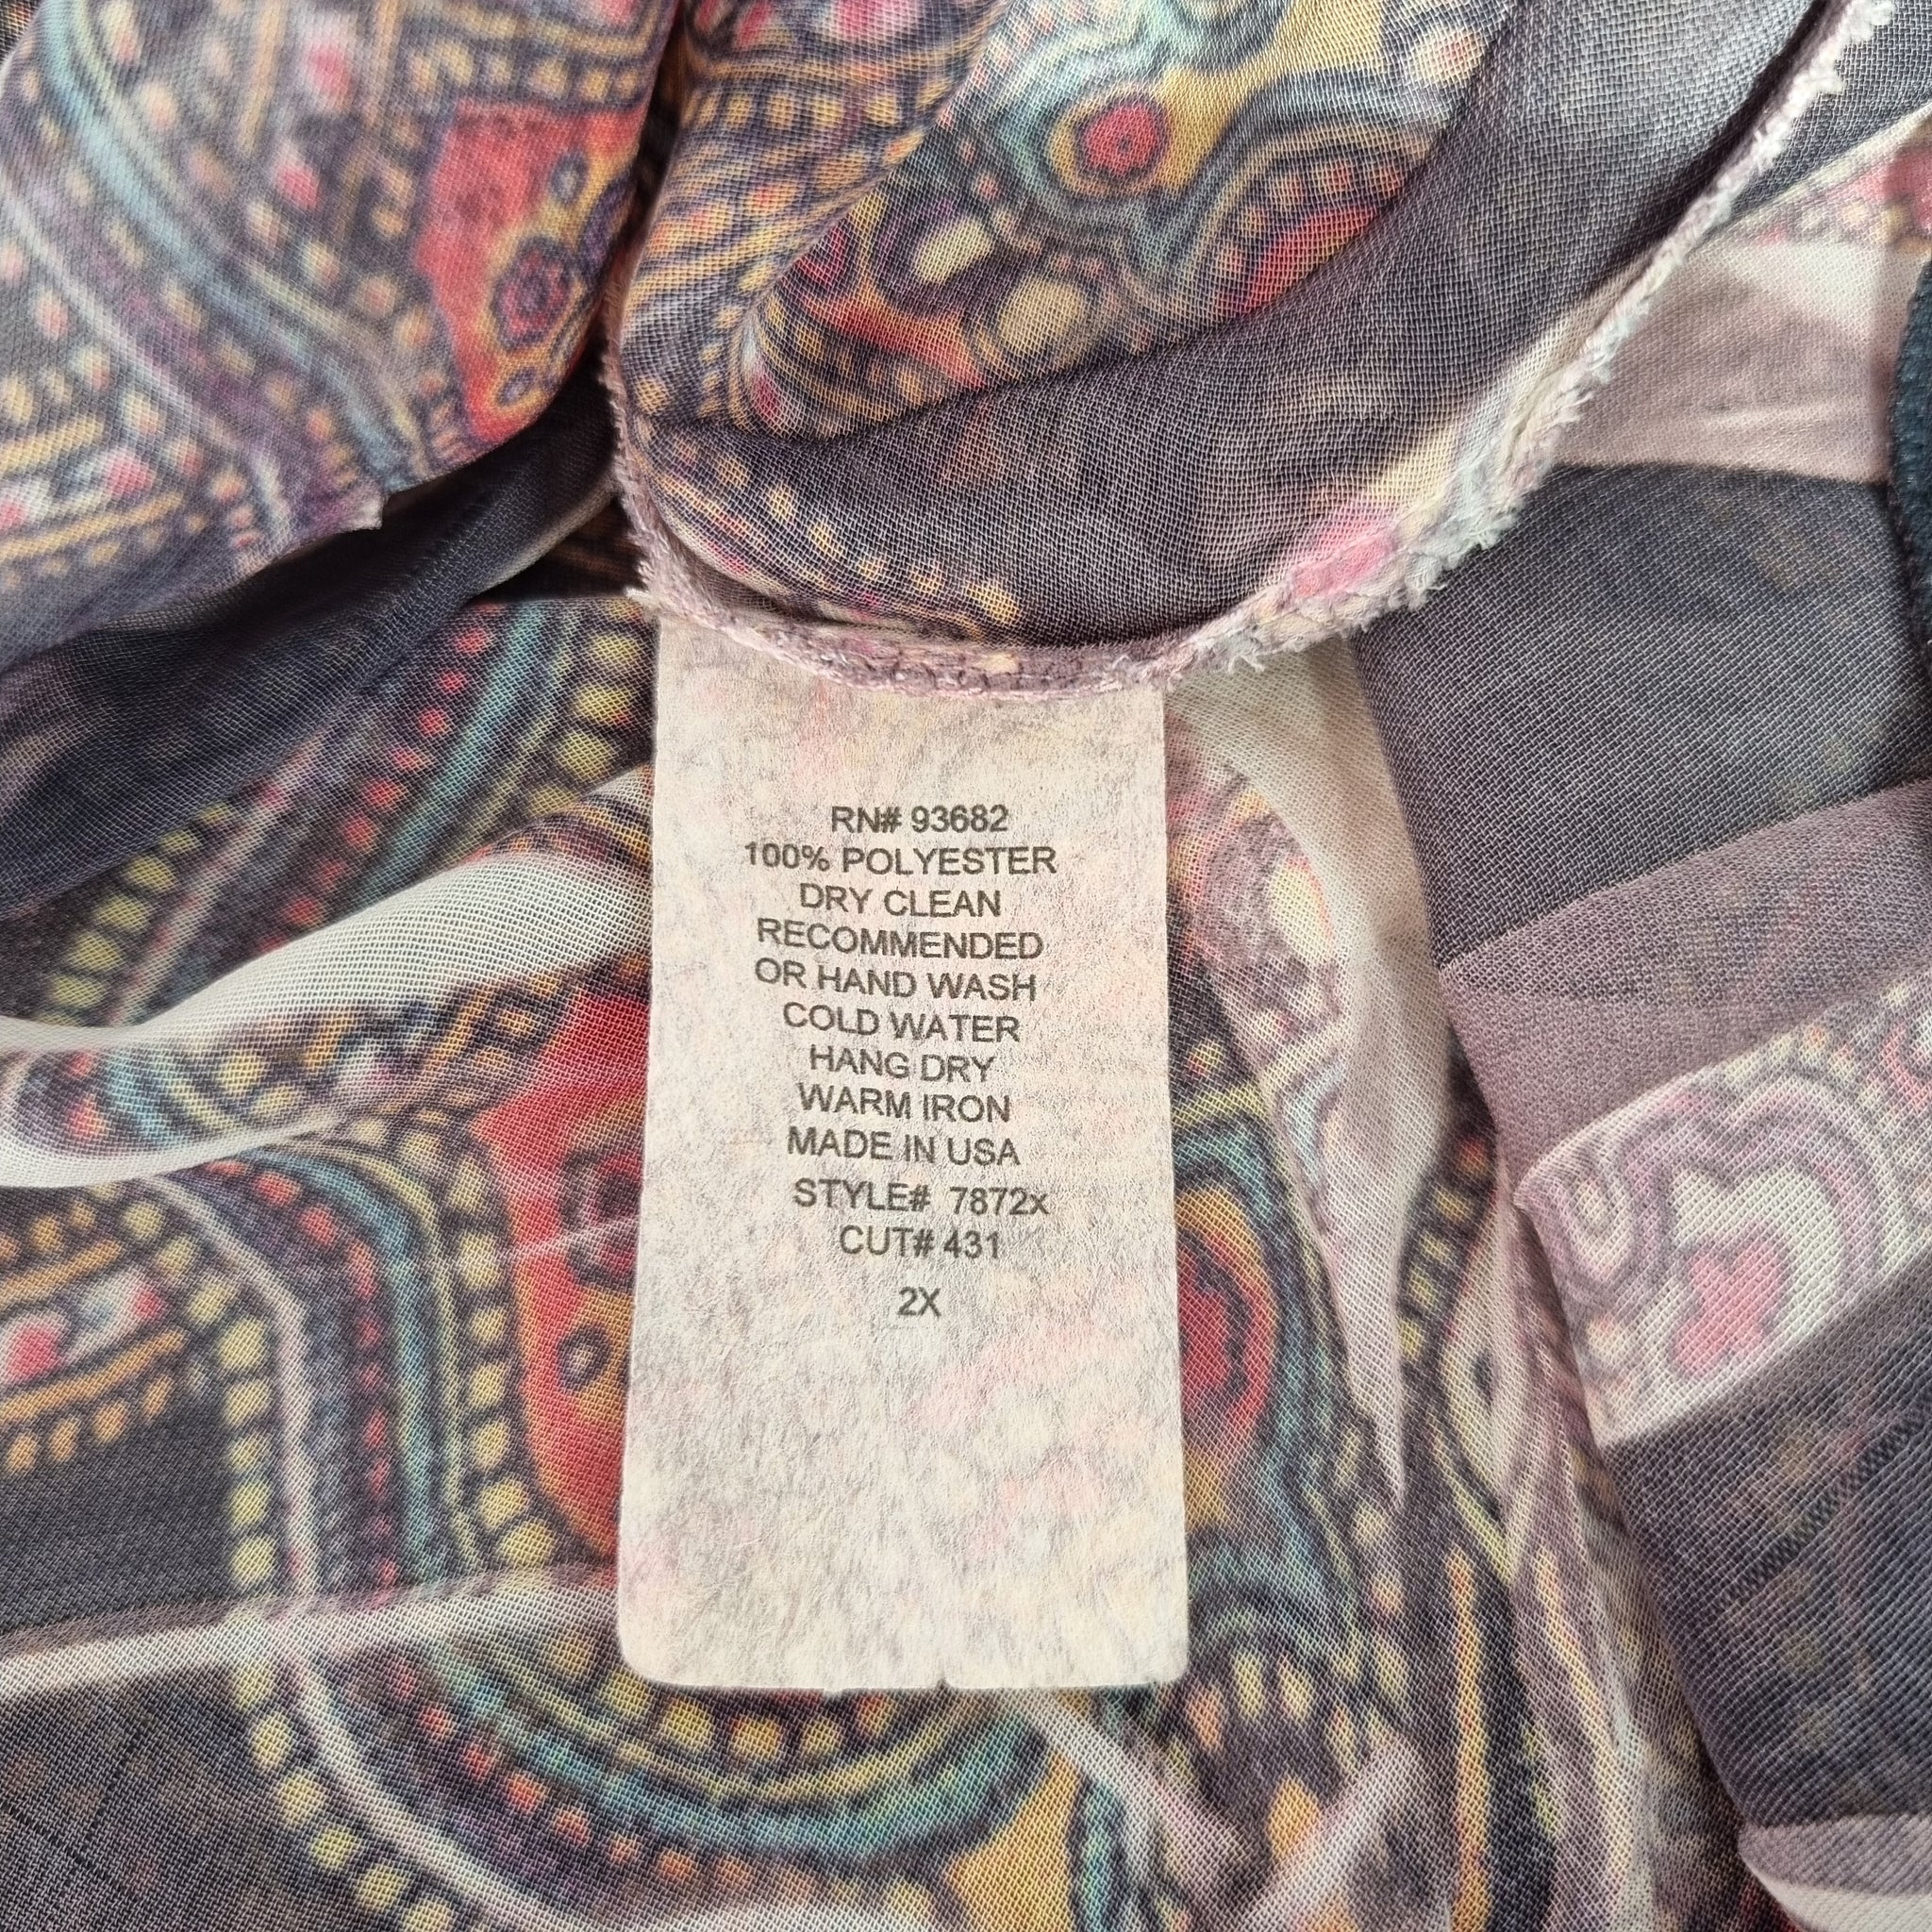 RN# 93682
100% POLYESTER
DRY CLEAN
RECOMMENDED
OR HAND WASH
COLD WATER
HANG DRY
WARM IRON
MADE IN USA
STYLE# 7872x
CUT# 431
2X